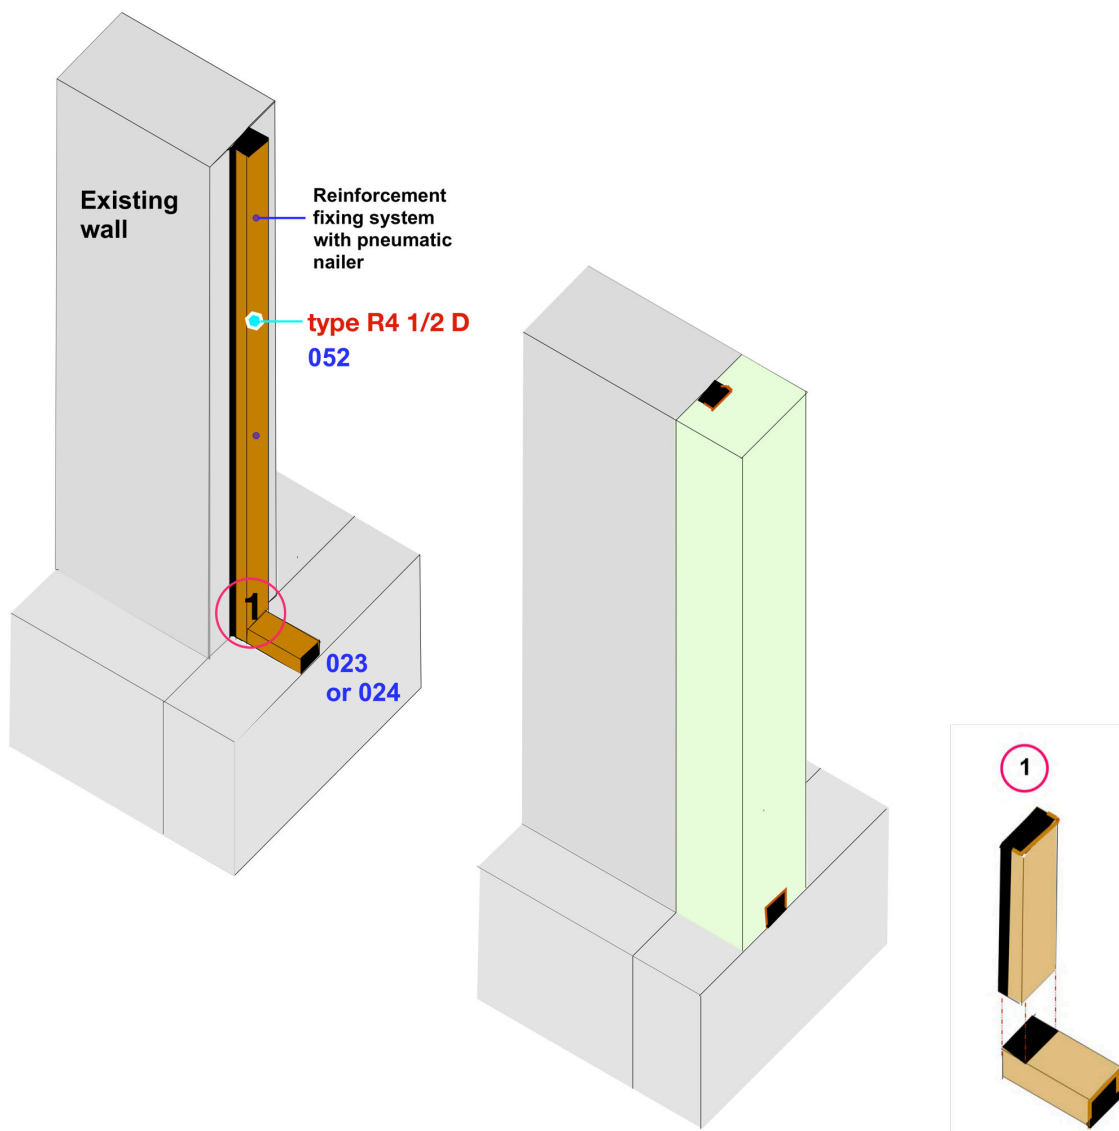 Existing
wall
Reinforcement
fixing system
with pneumatic
nailer
type R4 1/2 D
052
1
023
or 024
1